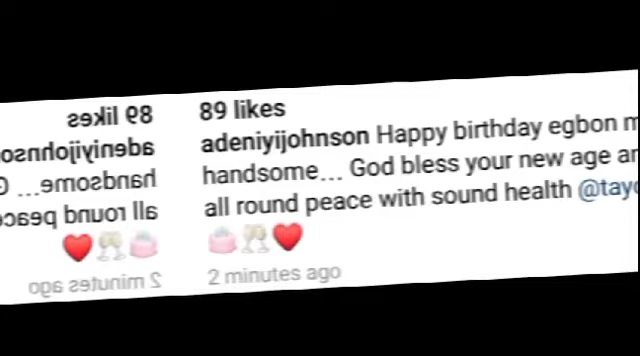 89 likes
adeniyijohnson Happy birthday egbon
handsome... God bless your new age
all round peace with sound health
2 minutes ago